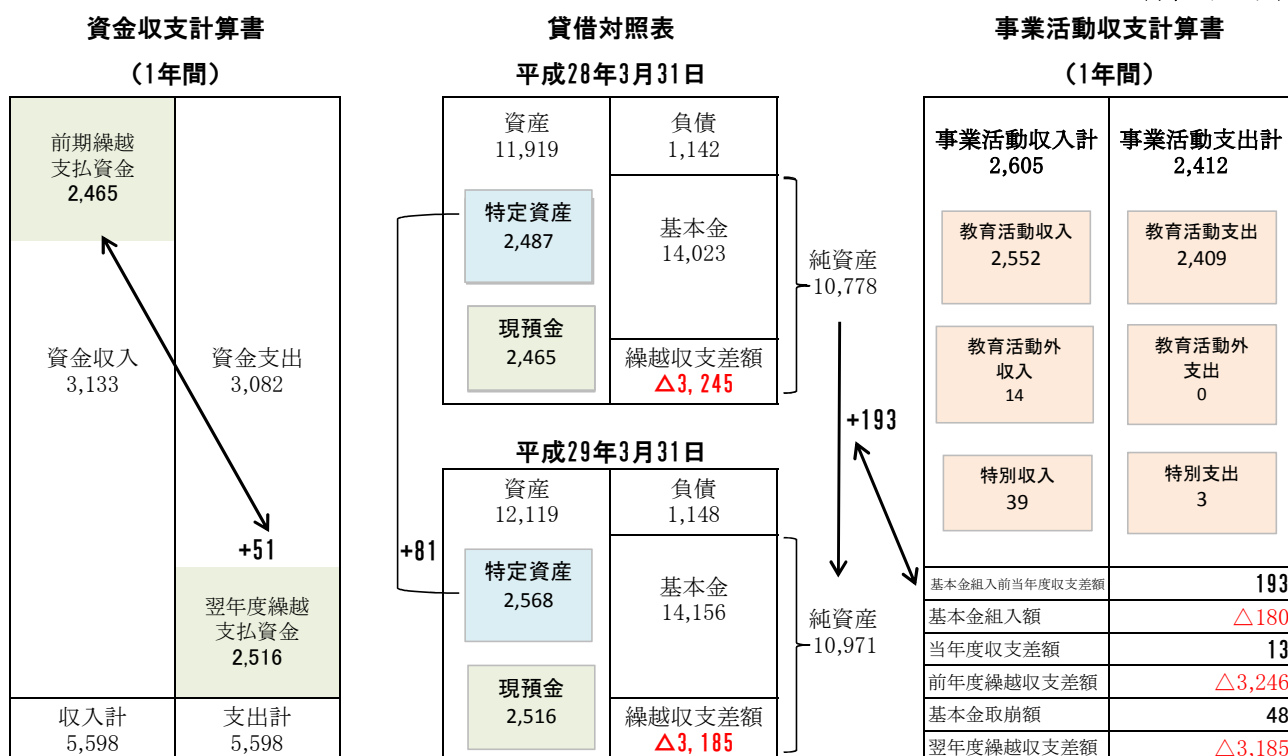 資金収支計算書
（1年間）
前期繰越
支払資金
2,465
資金収入
3,133
資金支出
3,082
+51
翌年度繰越
支払資金
2,516
収入計
5,598
支出計
5,598
貸借対照表
平成28年3月31日
資産
11,919
負債
1,142
特定資産
2,487
基本金
14,023
現預金
2,465
繰越収支差額
△3,245
純資産
10,778
+193
+81
平成29年3月31日
資産
12,119
負債
1,148
特定資産
2,568
基本金
14,156
現預金
2,516
繰越収支差額
△3,185
純資産
10,971
事業活動収支計算書
（1年間）
事業活動収入計
2,605
事業活動支出計
2,412
教育活動収入
2,552
教育活動支出
2,409
教育活動外
収入
14
教育活動外
支出
0
特別収入
39
特別支出
3
基本金組入前当年度収支差額 193
基本金組入額 △180
当年度収支差額 13
前年度繰越収支差額 △3,246
基本金取崩額 48
翌年度繰越収支差額 △3,185